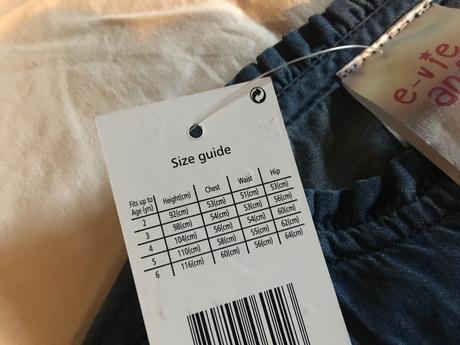 Size guide
Fits up to Age (yrs) Height(cm) Chest Waist Hip
2 92(cm) 53(cm) 51(cm) 53(cm)
3 98(cm) 54(cm) 53(cm) 56(cm)
4 104(cm) 56(cm) 54(cm) 60(cm)
5 110(cm) 58(cm) 55(cm) 62(cm)
6 116(cm) 60(cm) 56(cm) 64(cm)
e-vie